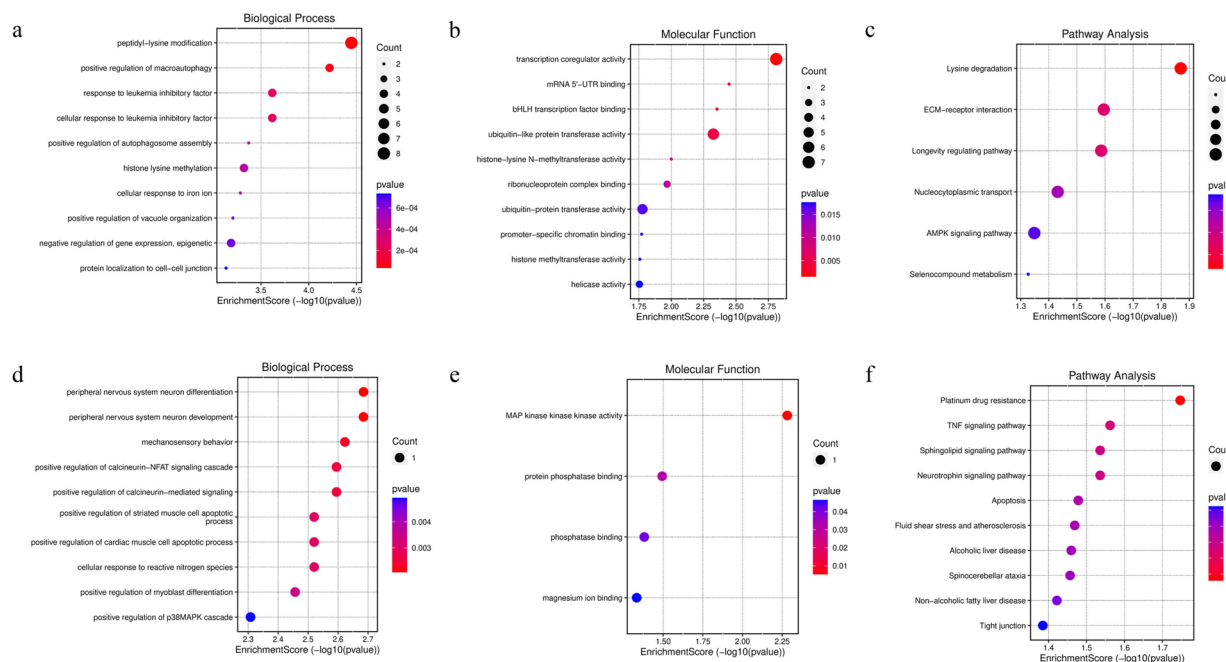 a
Biological Process
peptidyl−lysine modification
positive regulation of macroautophagy
response to leukemia inhibitory factor
cellular response to leukemia inhibitory factor
positive regulation of autophagosome assembly
histone lysine methylation
cellular response to iron ion
positive regulation of vacuole organization
negative regulation of gene expression, epigenetic
protein localization to cell−cell junction
3.5 4.0 4.5
EnrichmentScore (−log10(pvalue))
Count
2
3
4
5
6
7
8
pvalue
6e−04
4e−04
2e−04
b
Molecular Function
transcription coregulator activity
mRNA 5'−UTR binding
bHLH transcription factor binding
ubiquitin−like protein transferase activity
histone−lysine N−methyltransferase activity
ribonucleoprotein complex binding
ubiquitin−protein transferase activity
promoter−specific chromatin binding
histone methyltransferase activity
helicase activity
1.75 2.00 2.25 2.50 2.75
EnrichmentScore (−log10(pvalue))
Count
2
3
4
5
6
7
pvalue
0.015
0.010
0.005
c
Pathway Analysis
Lysine degradation
ECM−receptor interaction
Longevity regulating pathway
Nucleocytoplasmic transport
AMPK signaling pathway
Selenocompound metabolism
1.3 1.4 1.5 1.6 1.7 1.8 1.9
EnrichmentScore (−log10(pvalue))
Cou
pval
d
Biological Process
peripheral nervous system neuron differentiation
peripheral nervous system neuron development
mechanosensory behavior
positive regulation of calcineurin−NFAT signaling cascade
positive regulation of calcineurin−mediated signaling
positive regulation of striated muscle cell apoptotic
process
positive regulation of cardiac muscle cell apoptotic process
cellular response to reactive nitrogen species
positive regulation of myoblast differentiation
positive regulation of p38MAPK cascade
2.3 2.4 2.5 2.6 2.7
EnrichmentScore (−log10(pvalue))
Count
1
pvalue
0.004
0.003
e
Molecular Function
MAP kinase kinase kinase activity
protein phosphatase binding
phosphatase binding
magnesium ion binding
1.50 1.75 2.00 2.25
EnrichmentScore (−log10(pvalue))
Count
1
pvalue
0.04
0.03
0.02
0.01
f
Pathway Analysis
Platinum drug resistance
TNF signaling pathway
Sphingolipid signaling pathway
Neurotrophin signaling pathway
Apoptosis
Fluid shear stress and atherosclerosis
Alcoholic liver disease
Spinocerebellar ataxia
Non−alcoholic fatty liver disease
Tight junction
1.4 1.5 1.6 1.7
EnrichmentScore (−log10(pvalue))
Cou
pval